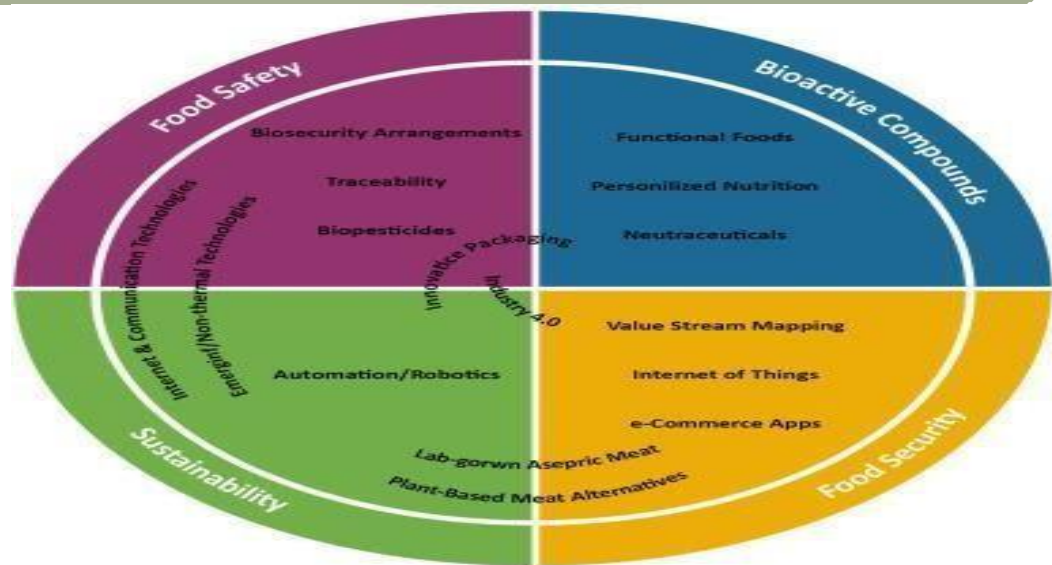 Food Safety
Bioactive Compounds
Biosecurity Arrangements
Functional Foods
Traceability
Personilized Nutrition
Biopesticides
Neutraceuticals
Internet & Communication Technologies
Emerginf/Non-thermal Technologies
Innovatice Packaging
Industry 4.0
Value Stream Mapping
Automation/Robotics
Internet of Things
e-Commerce Apps
Lab-gorwn Asepric Meat
Plant-Based Meat Alternatives
Sustainability
Food Security